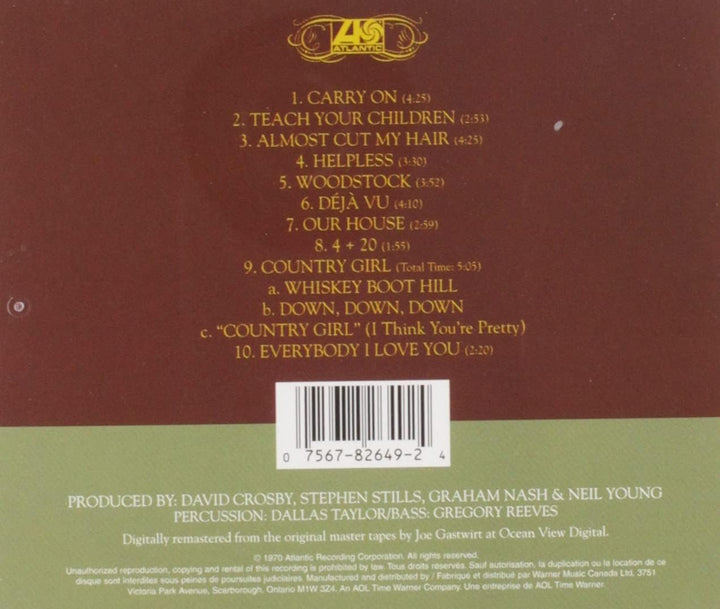 ATLANTIC
1. CARRY ON (4:25)
2. TEACH YOUR CHILDREN (2:53)
3. ALMOST CUT MY HAIR (4:25)
4. HELPLESS (3:30)
5. WOODSTOCK (3:52)
6. DÉJÀ VU (4:10)
7. OUR HOUSE (2:59)
8. 4 + 20 (1:55)
9. COUNTRY GIRL (Total Time: 5:05)
a. WHISKEY BOOT HILL
b. DOWN, DOWN, DOWN
c. "COUNTRY GIRL" (I Think You're Pretty)
10. EVERYBODY I LOVE YOU (2:20)
0 7567-82649-2 4
PRODUCED BY: DAVID CROSBY, STEPHEN STILLS, GRAHAM NASH & NEIL YOUNG
PERCUSSION: DALLAS TAYLOR/BASS: GREGORY REEVES
Digitally remastered from the original master tapes by Joe Gastwirt at Ocean View Digital.
© 1970 Atlantic Recording Corporation. All rights reserved.
Unauthorized reproduction, copying and rental of this recording is prohibited by law. Tous droits réservés. Sauf autorisation, la duplication ou la location de ce
disque sont interdites sous peines de poursuites judiciaires. Manufactured and distributed by / Fabriqué et distribué par Warner Music Canada Ltd. 3751
Victoria Park Avenue, Scarborough, Ontario M1W 3Z4. An AOL Time Warner Company. Une entreprise de AOL Time Warner.